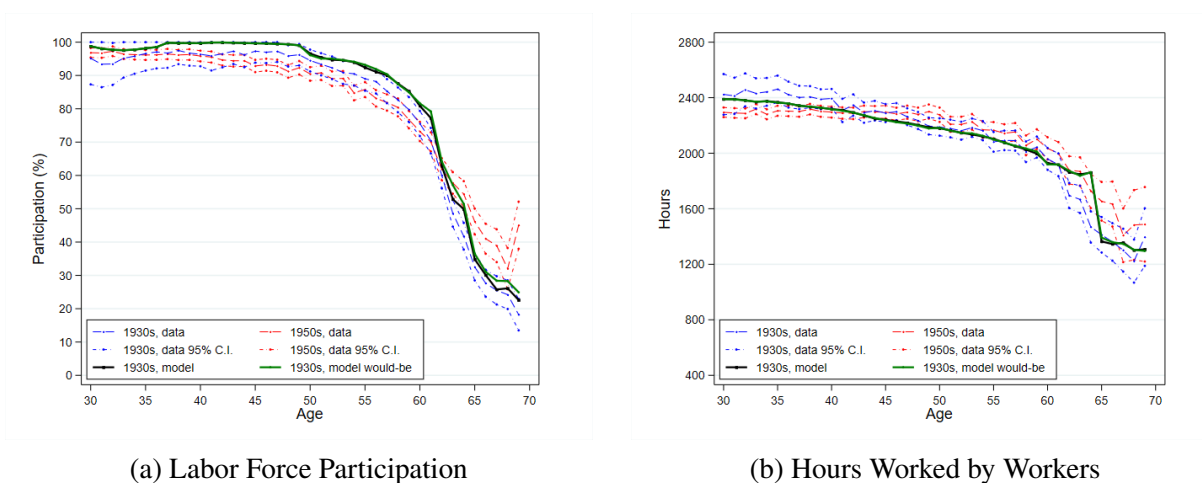 100
90
80
70
60
50
40
30
20
10
0
Participation (%)
1930s, data
1950s, data
1930s, data 95% C.I.
1950s, data 95% C.I.
1930s, model
1930s, model would-be
30 35 40 45 50 55 60 65 70
Age
(a) Labor Force Participation
2800
2400
2000
1600
1200
800
400
Hours
1930s, data
1950s, data
1930s, data 95% C.I.
1950s, data 95% C.I.
1930s, model
1930s, model would-be
30 35 40 45 50 55 60 65 70
Age
(b) Hours Worked by Workers